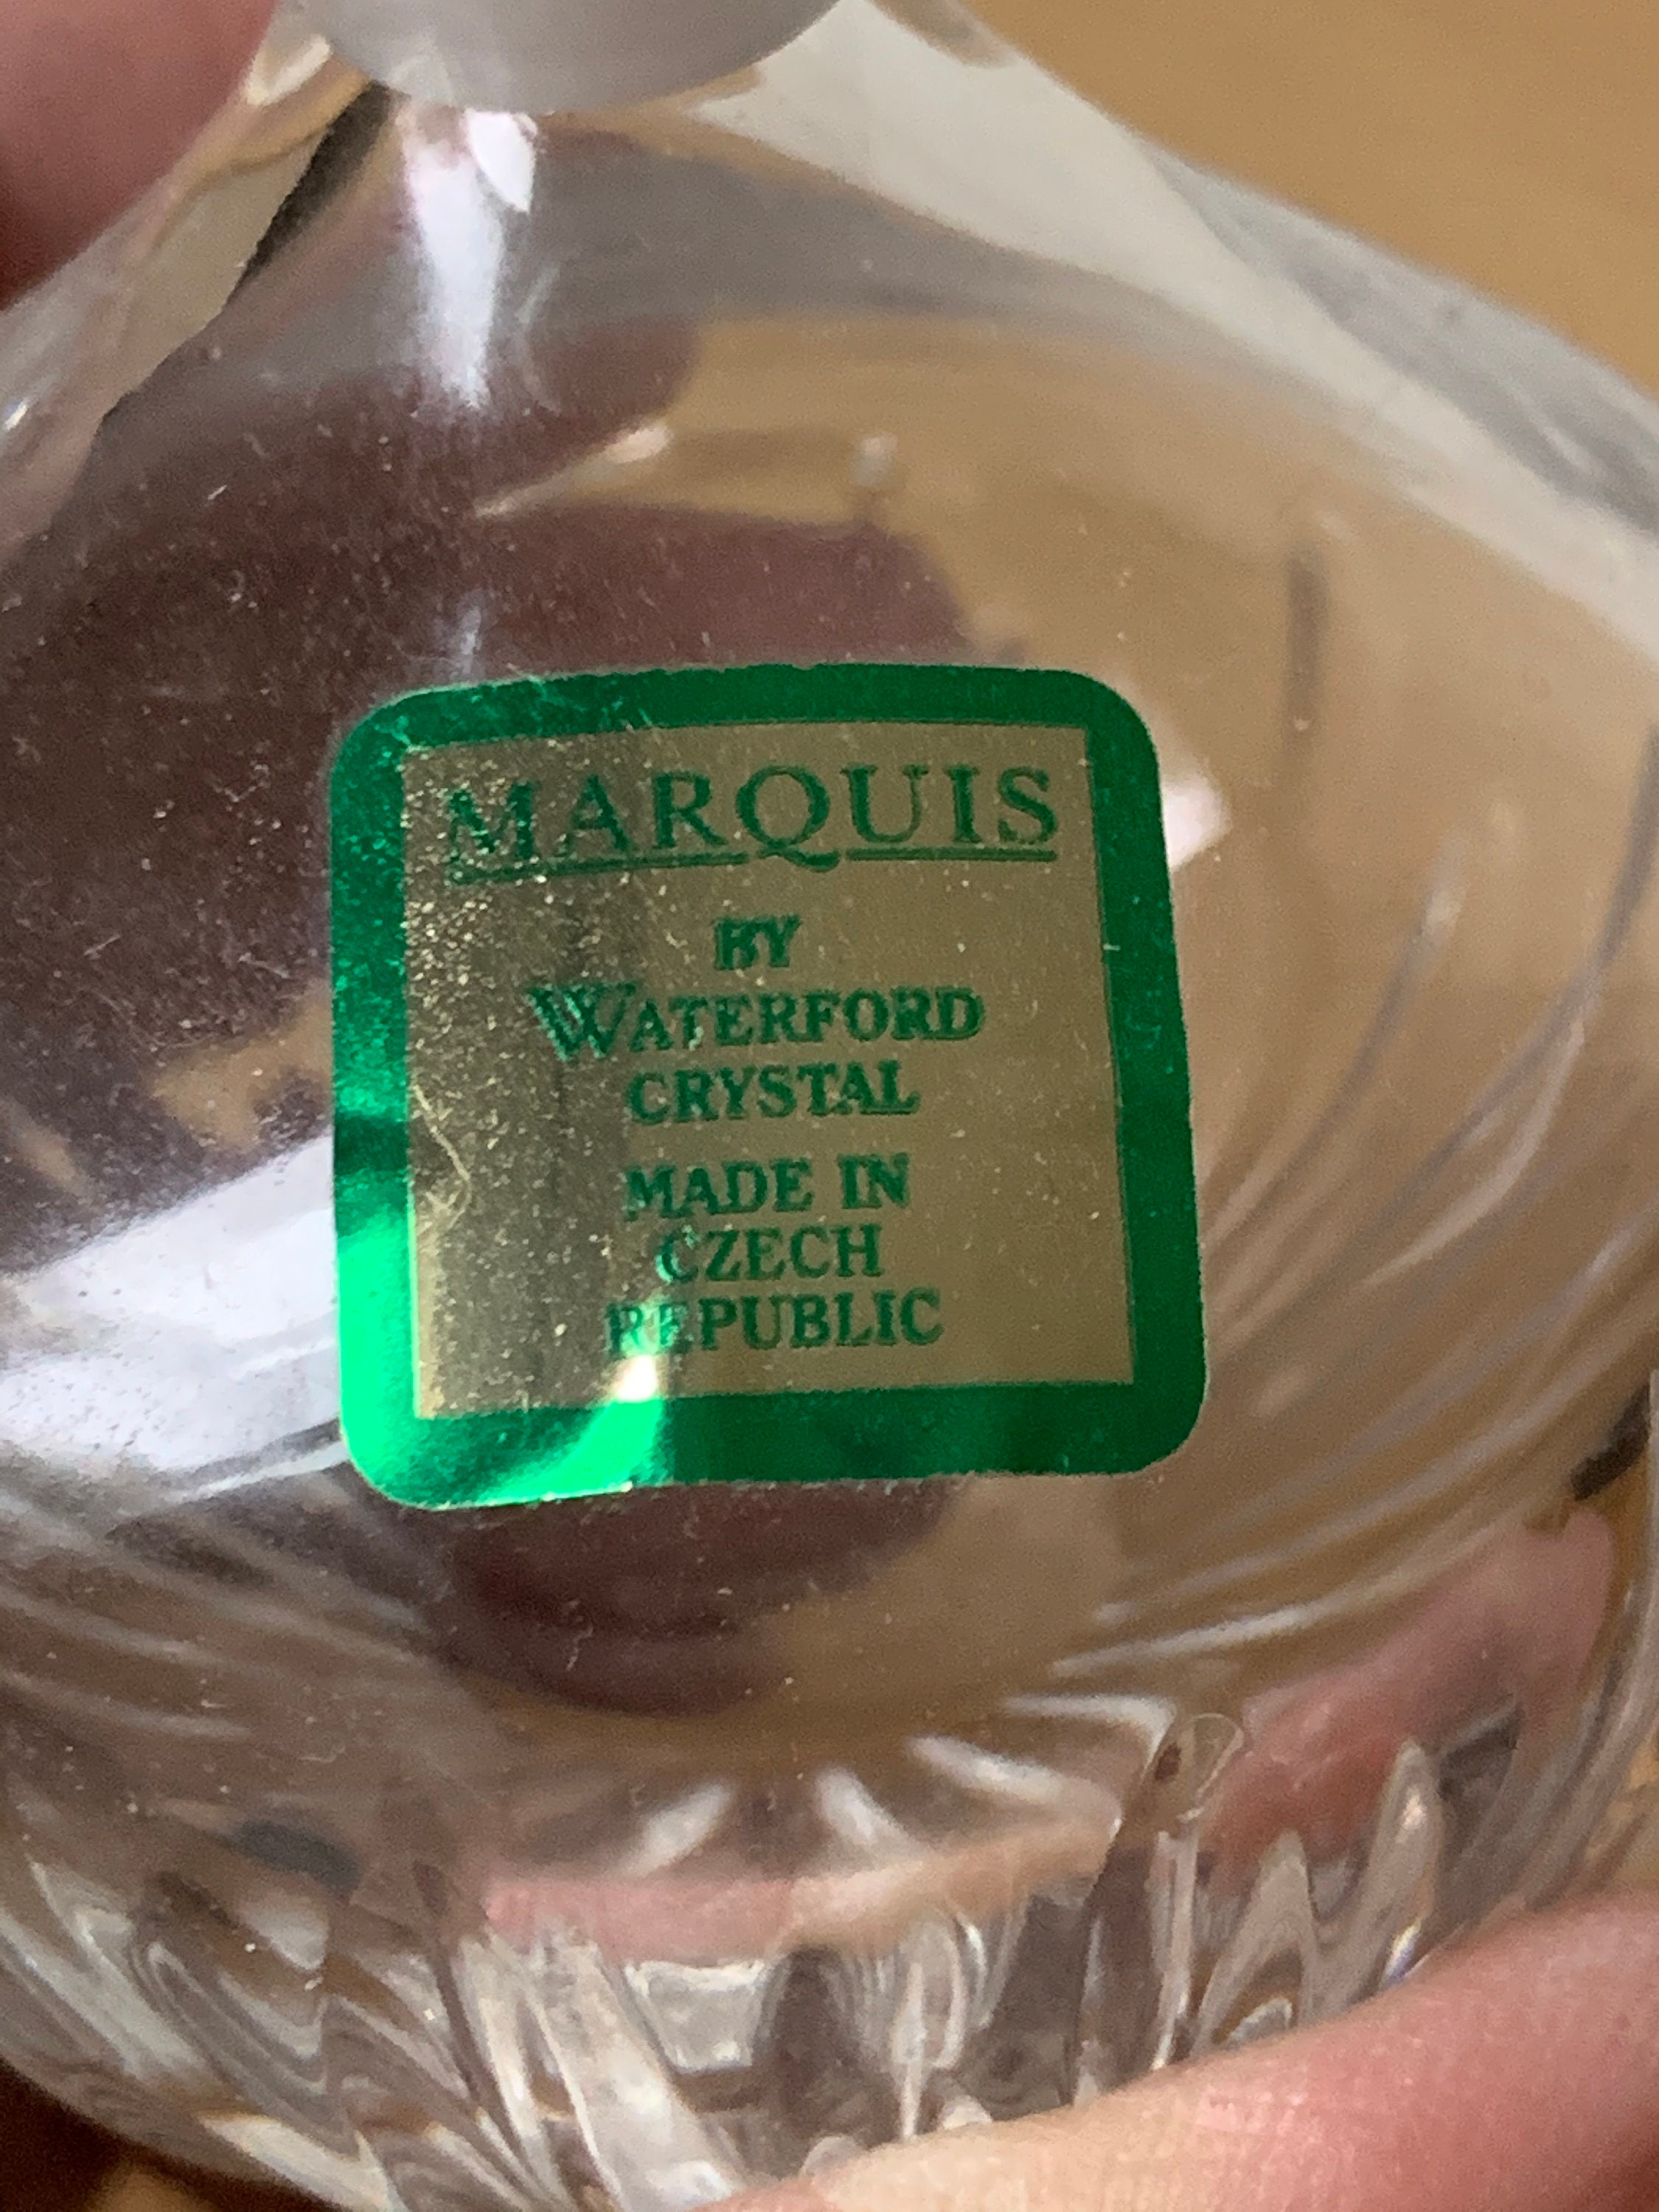 MARQUIS
BY
WATERFORD
CRYSTAL
MADE IN
CZECH
REPUBLIC